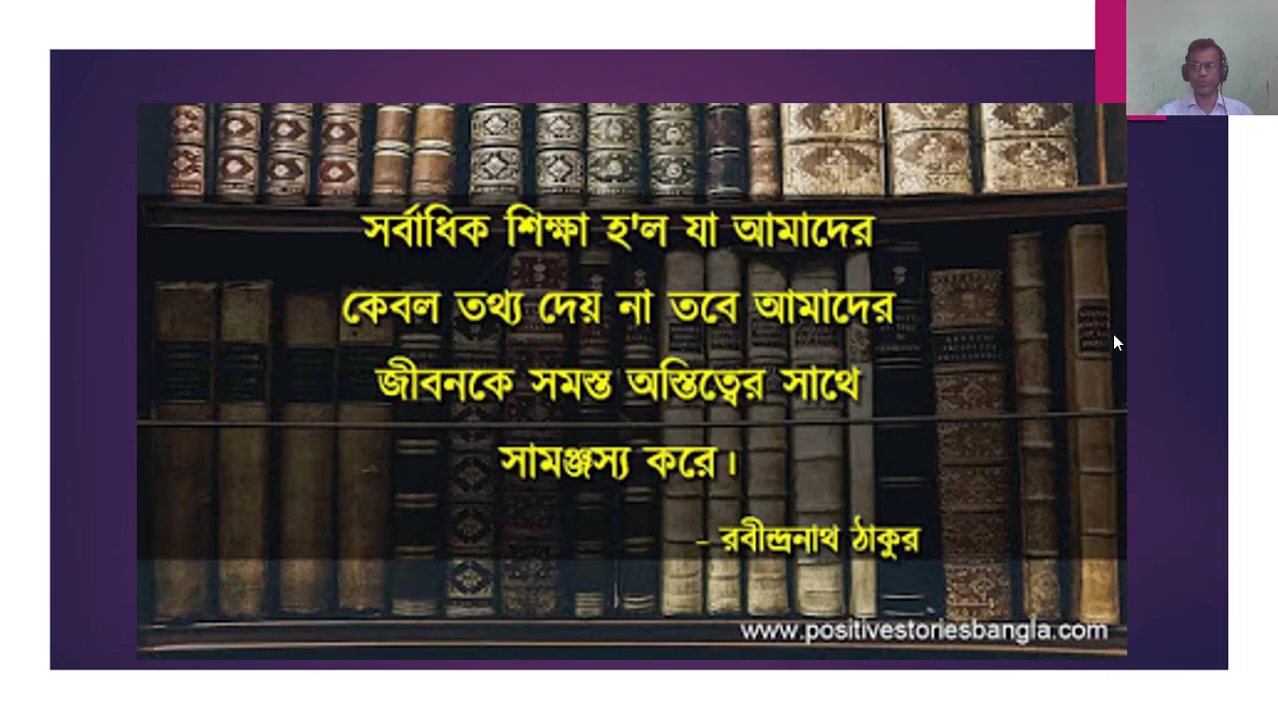 সর্বাধিক শিক্ষা হ'ল যা আমাদের
কেবল তথ্য দেয় না তবে আমাদের
জীবনকে সমস্ত অস্তিত্বের সাথে
সামঞ্জস্য করে।
- রবীন্দ্রনাথ ঠাকুর
www.positivestoriesbangla.com